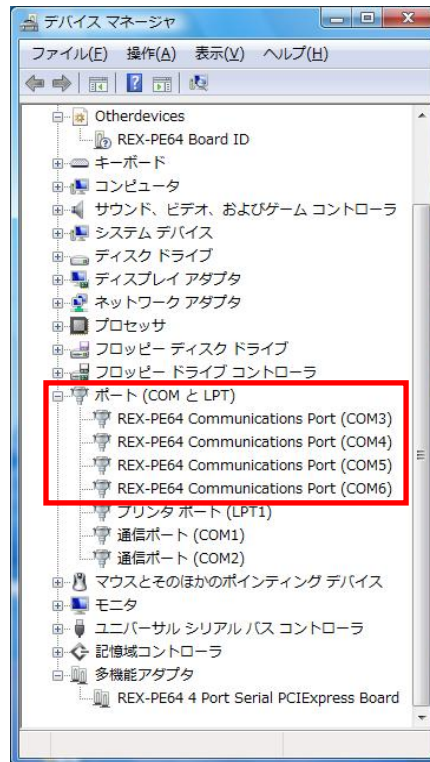 デバイス マネージャ
ファイル(F) 操作(A) 表示(V) ヘルプ(H)
Otherdevices
REX-PE64 Board ID
キーボード
コンピュータ
サウンド、ビデオ、およびゲーム コントローラ
システム デバイス
ディスク ドライブ
ディスプレイ アダプタ
ネットワーク アダプタ
プロセッサ
フロッピー ディスク ドライブ
フロッピー ドライブ コントローラ
ポート (COM と LPT)
REX-PE64 Communications Port (COM3)
REX-PE64 Communications Port (COM4)
REX-PE64 Communications Port (COM5)
REX-PE64 Communications Port (COM6)
プリンタ ポート (LPT1)
通信ポート (COM1)
通信ポート (COM2)
マウスとそのほかのポインティング デバイス
モニタ
ユニバーサル シリアル バス コントローラ
記憶域コントローラ
多機能アダプタ
REX-PE64 4 Port Serial PCIExpress Board